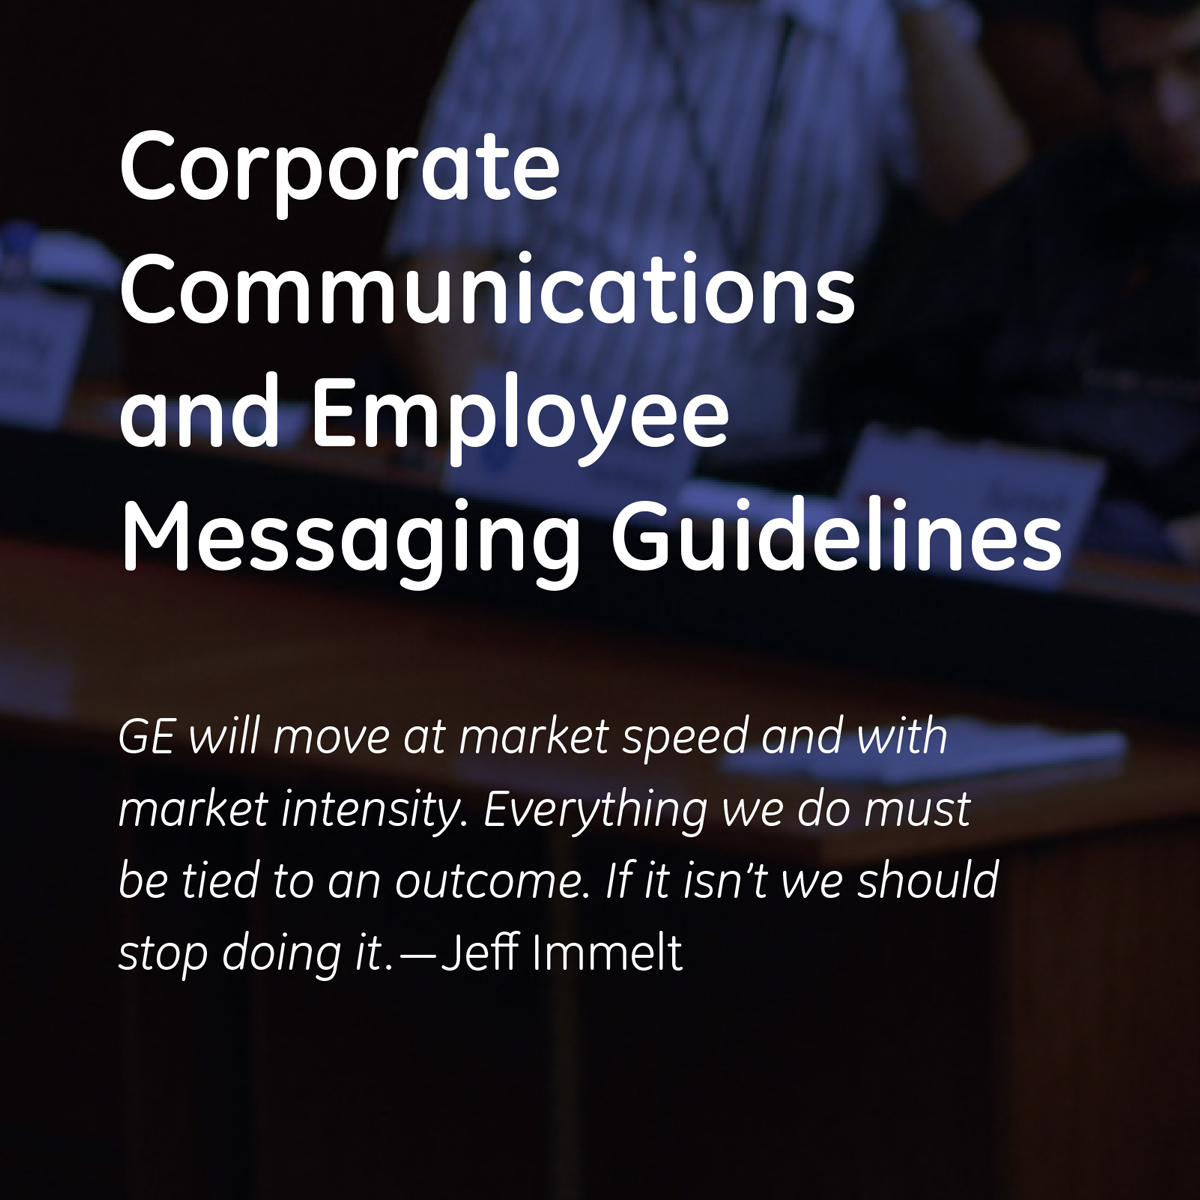 Corporate
Communications
and Employee
Messaging Guidelines
GE will move at market speed and with
market intensity. Everything we do must
be tied to an outcome. If it isn’t we should
stop doing it.—Jeff Immelt